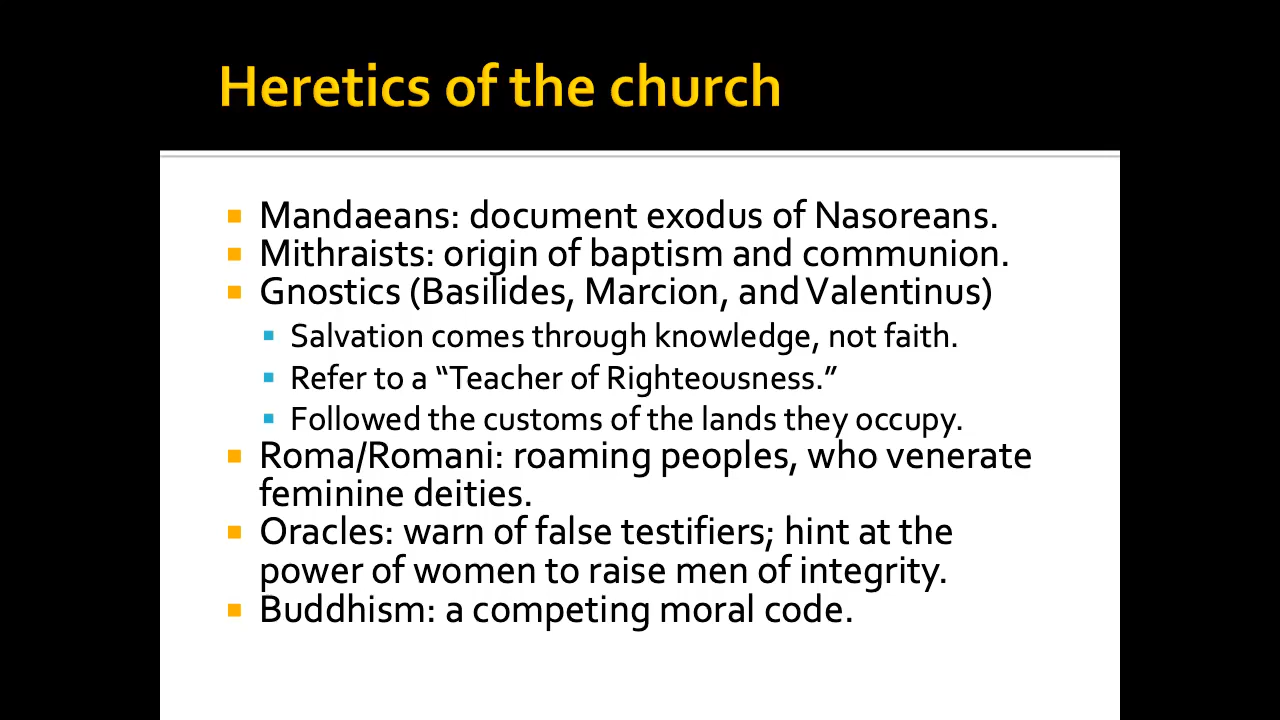 Heretics of the church
Mandaeans: document exodus of Nasoreans.
Mithraists: origin of baptism and communion.
Gnostics (Basilides, Marcion, and Valentinus)
Salvation comes through knowledge, not faith.
Refer to a “Teacher of Righteousness.”
Followed the customs of the lands they occupy.
Roma/Romani: roaming peoples, who venerate
feminine deities.
Oracles: warn of false testifiers; hint at the
power of women to raise men of integrity.
Buddhism: a competing moral code.